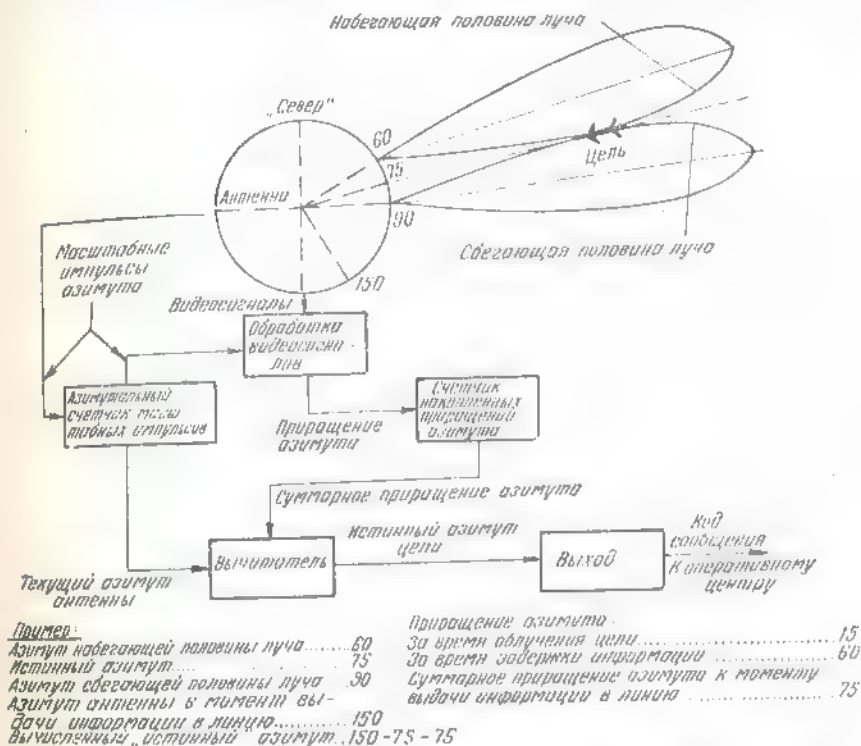 Набегающая половина луча
„Север"
60
75
Цель
Антенна
90
Сбегающая половина луча
Масштабные
импульсы
азимута
150
Видеосигналы
Обработка
видеосигна-
лов
Азимутальный
счетчик масш
табных импульсов
Счетчик
накопленных
приращений
азимута
Приращение
азимута
Суммарное приращение азимута
Вычитатель
Истинный азимут
цели
Выход
Код
сообщения
К оперативному
центру
Текущий азимут
антенны
Пример:
Азимут набегающей половины луча......60
Истинный азимут.... 75
Азимут сбегающей половины луча .90
Азимут антенны в момент вы-
дачи информации в линию..........150
Вычисленный „истинный" азимут..150-75-75
Приращение азимута
За время облучения цели..................15
За время задержки информации ..............60
Суммарное приращение азимута к моменту
выдачи информации в линию ................75